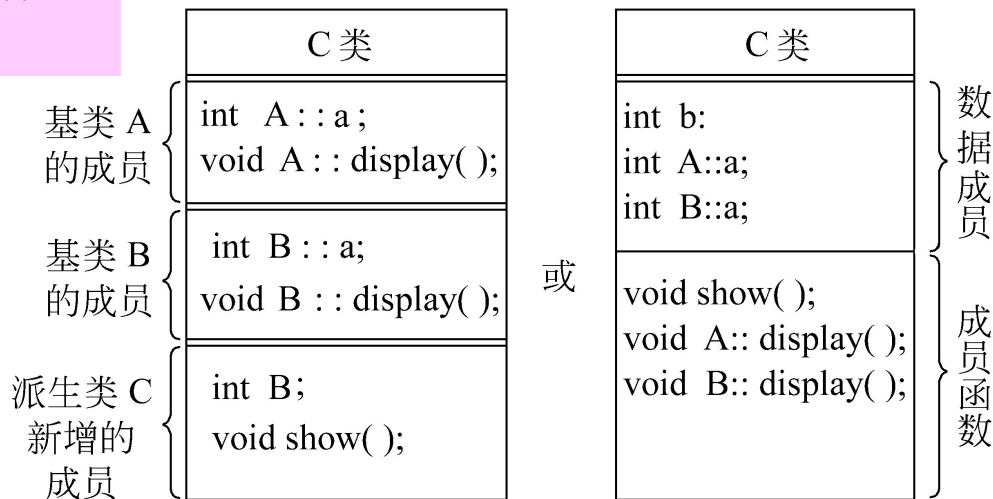 C 类
基类 A
的成员
int A : : a ;
void A : : display( );
基类 B
的成员
int B : : a;
void B : : display( );
派生类 C
新增的
成员
int B;
void show( );
或
C 类
int b:
int A::a;
int B::a;
数据成员
void show( );
void A:: display( );
void B:: display( );
成员函数